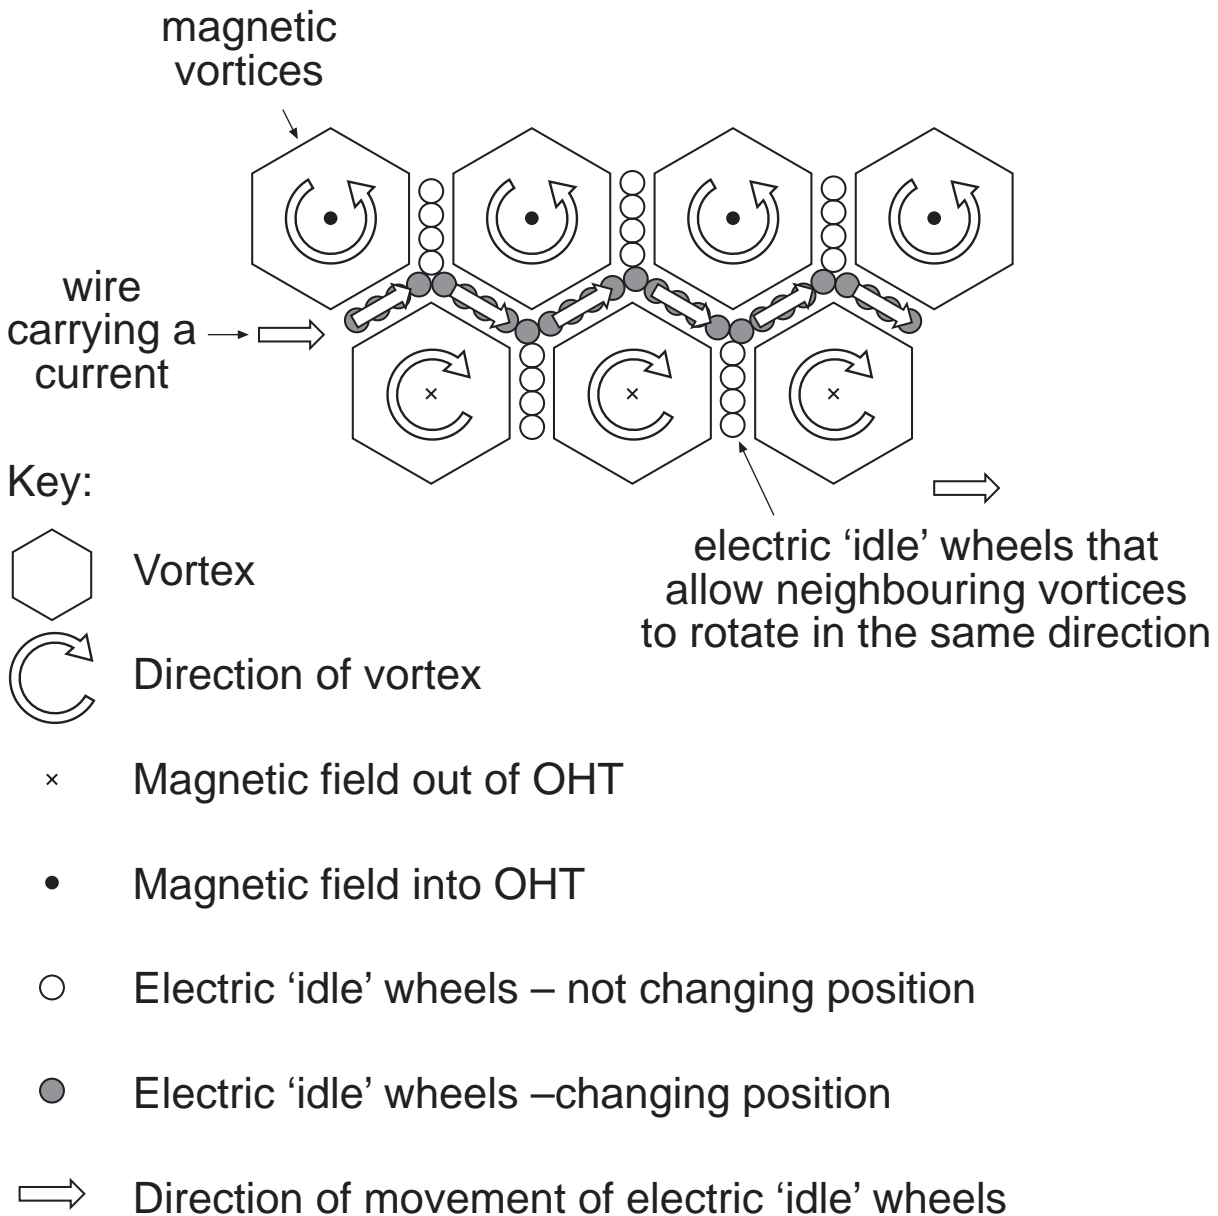 magnetic
vortices
wire
carrying a
current
Key:
electric ‘idle’ wheels that
allow neighbouring vortices
to rotate in the same direction
Vortex
Direction of vortex
Magnetic field out of OHT
Magnetic field into OHT
Electric ‘idle’ wheels – not changing position
Electric ‘idle’ wheels –changing position
Direction of movement of electric ‘idle’ wheels